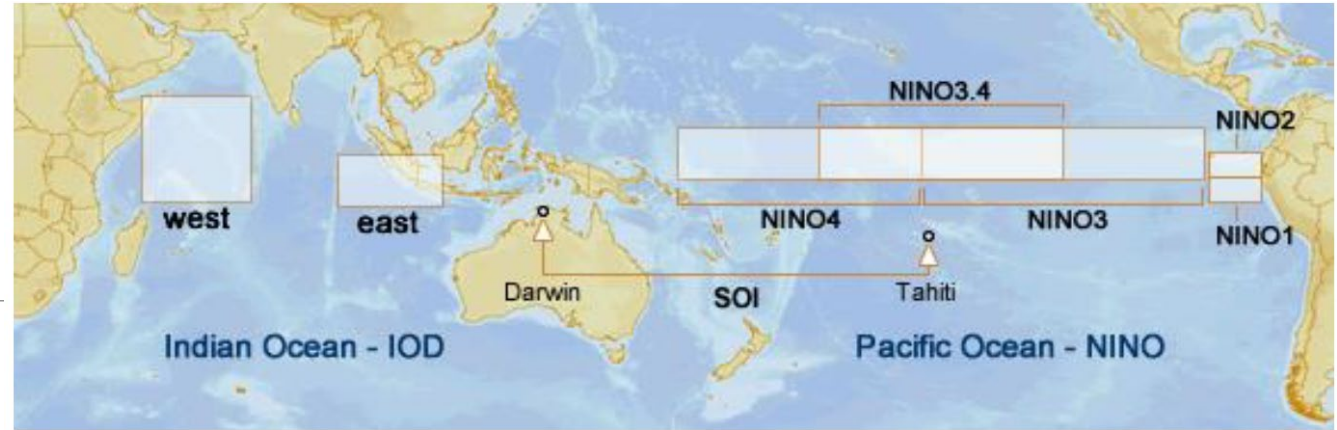 NINO3.4
NINO2
west
east
NINO4
NINO3
NINO1
Darwin
SOI
Tahiti
Indian Ocean - IOD
Pacific Ocean - NINO